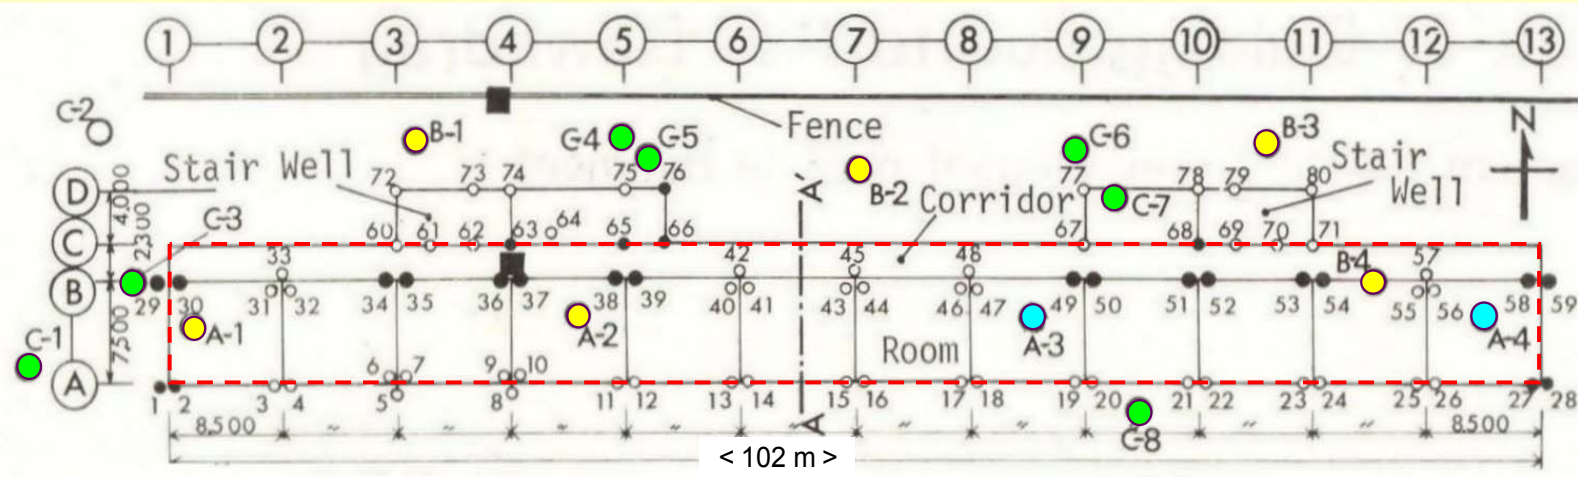 1 2 3 4 5 6 7 8 9 10 11 12 13
C-2
B-1 C-4 C-5 Fence C-6 B-3 N
Stair Well 72 73 74 75 76 A' B-2 77 78 79 80 Stair Well
D
4,000
C-3 Corridor C-7
60 61 62 63 64 65 66 67 68 69 70 71
C
2,300
33 42 45 48 B-4 57
B
29 30 31 32 34 35 36 37 38 39 40 41 43 44 46 47 49 50 51 52 53 54 55 56 58 59
C-1 7,500 A-1 A-2 A-3 A-4
Room
6 7 9 10
A
1 2 3 4 5 8 11 12 13 14 15 16 17 18 19 20 21 22 23 24 25 26 27 28
8,500 〃 〃 〃 〃 A 〃 〃 C-8 〃 〃 8,500
< 102 m >